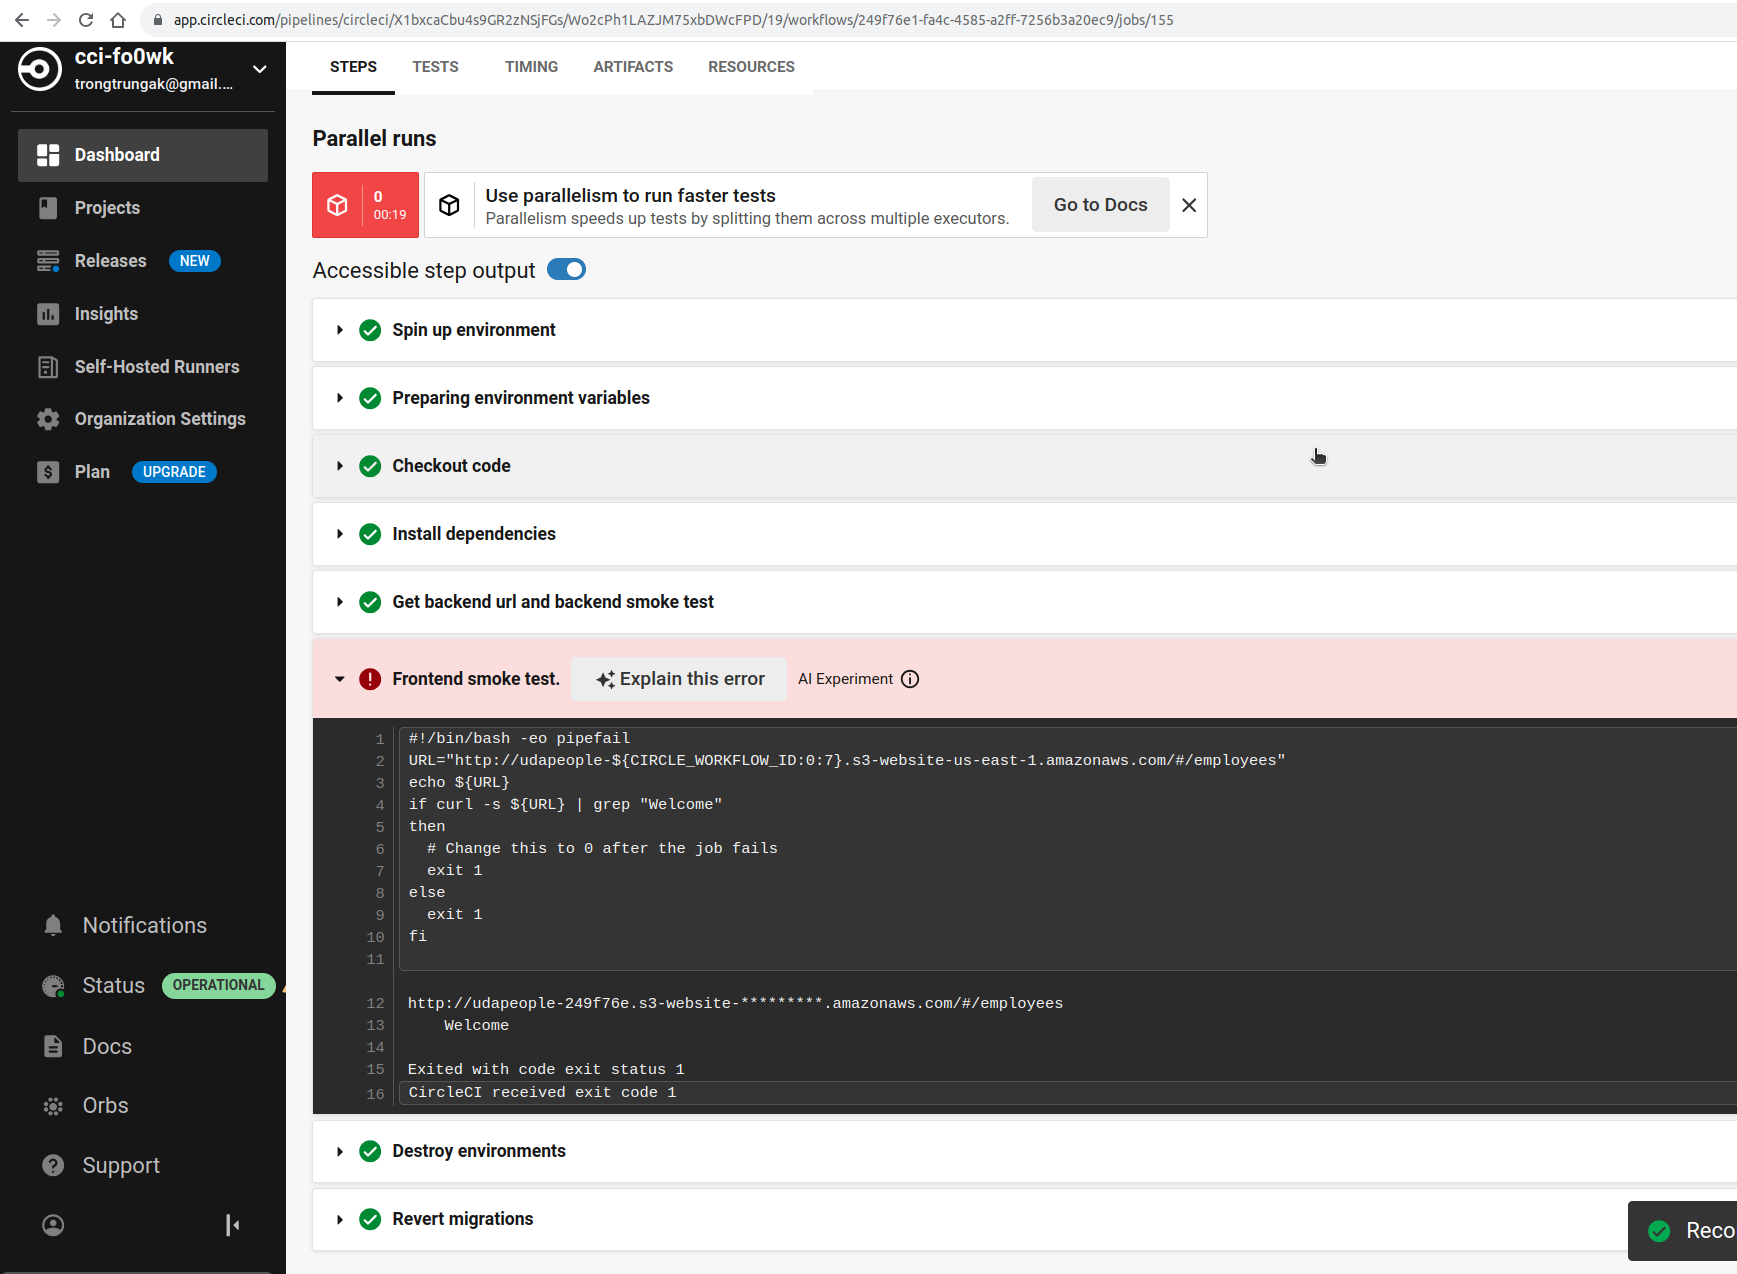 app.circleci.com/pipelines/circleci/X1bxcaCbu4s9GR2zNSjFGs/Wo2cPh1LAZJM75xbDWcFPD/19/workflows/249f76e1-fa4c-4585-a2ff-7256b3a20ec9/jobs/155
cci-fo0wk
trongtrungak@gmail....
Dashboard
Projects
Releases NEW
Insights
Self-Hosted Runners
Organization Settings
Plan UPGRADE
Notifications
Status OPERATIONAL
Docs
Orbs
Support
STEPS TESTS TIMING ARTIFACTS RESOURCES
Parallel runs
0
00:19
Use parallelism to run faster tests
Parallelism speeds up tests by splitting them across multiple executors.
Go to Docs
Accessible step output
Spin up environment
Preparing environment variables
Checkout code
Install dependencies
Get backend url and backend smoke test
Frontend smoke test. Explain this error AI Experiment
1 #!/bin/bash -eo pipefail
2 URL="http://udapeople-${CIRCLE_WORKFLOW_ID:0:7}.s3-website-us-east-1.amazonaws.com/#/employees"
3 echo ${URL}
4 if curl -s ${URL} | grep "Welcome"
5 then
6 # Change this to 0 after the job fails
7 exit 1
8 else
9 exit 1
10 fi
11
12 http://udapeople-249f76e.s3-website-*********.amazonaws.com/#/employees
13 Welcome
14
15 Exited with code exit status 1
16 CircleCI received exit code 1
Destroy environments
Revert migrations
Reco